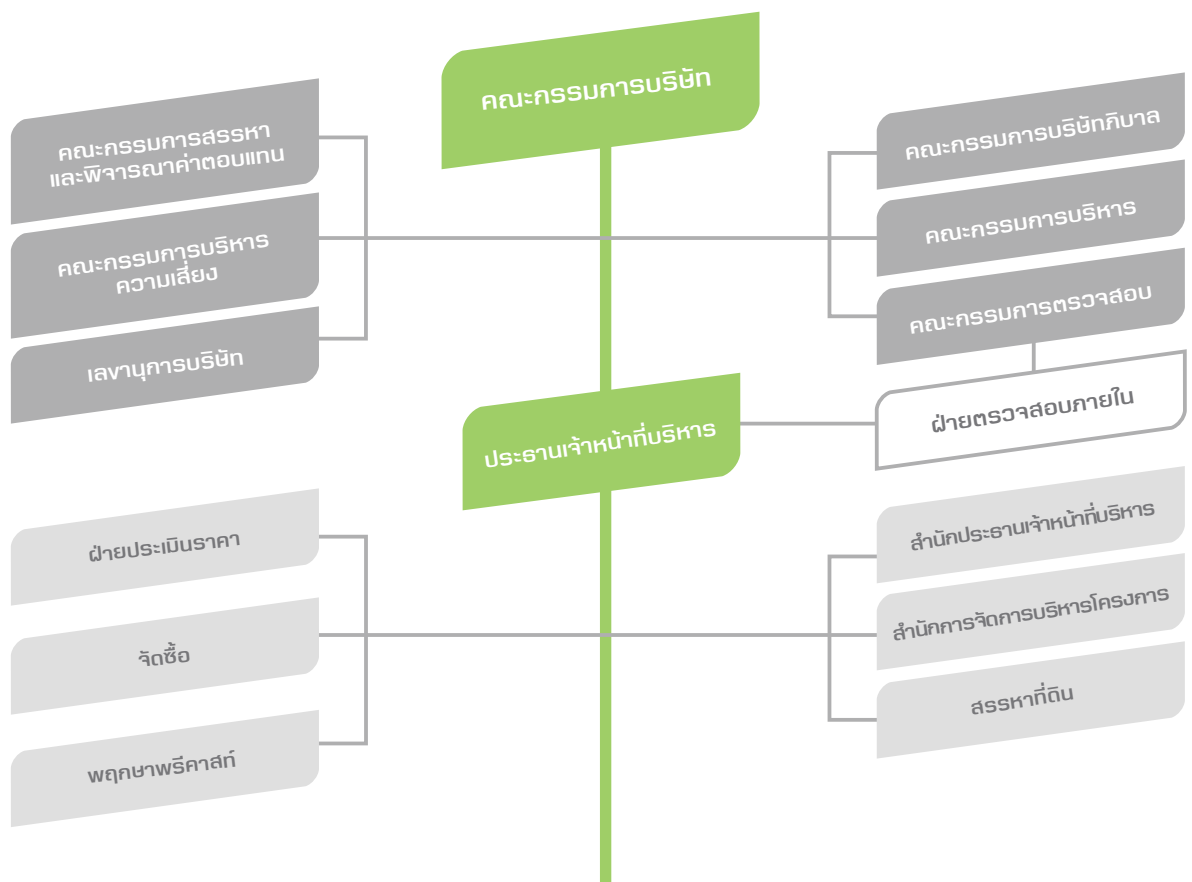 คณะกรรมการบริษัท
คณะกรรมการสรรหา
และพิจารณาค่าตอบแทน
คณะกรรมการบริหาร
ความเสี่ยง
เลขานุการบริษัท
คณะกรรมการบริษัทภิบาล
คณะกรรมการบริหาร
คณะกรรมการตรวจสอบ
ฝ่ายตรวจสอบภายใน
ประธานเจ้าหน้าที่บริหาร
ฝ่ายประเมินราคา
จัดซื้อ
พฤกษาพรีคาสท์
สำนักประธานเจ้าหน้าที่บริหาร
สำนักการจัดการบริหารโครงการ
สรรหาที่ดิน